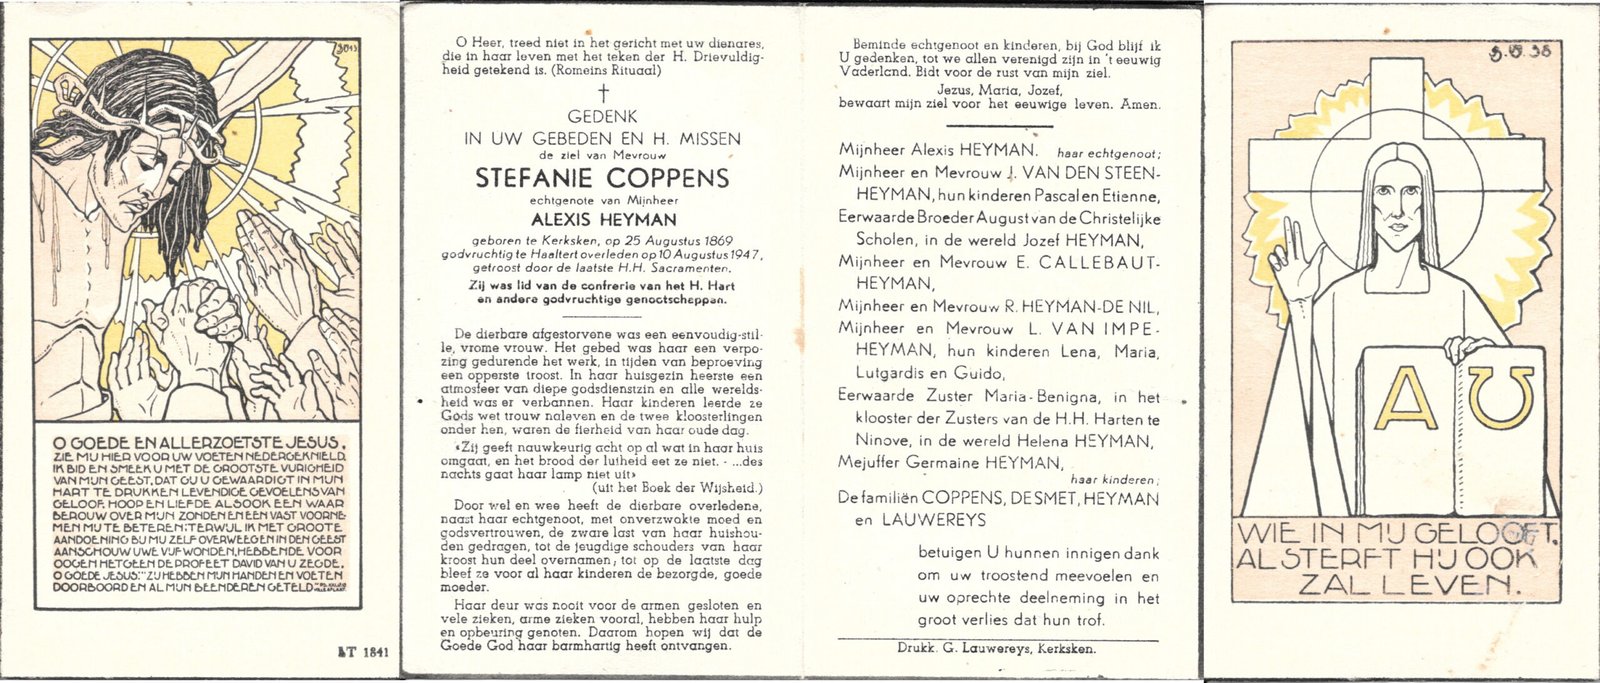 O GOEDE EN ALLERZOETSTE JESUS,
ZIE MIJ HIER VOOR UW VOETEN NEDERGEKNIELD.
IK BID EN SMEEK U MET DE GROOTSTE VURIGHEID
VAN MIJN GEEST, DAT GIJ U GEWAARDIGT IN MIJN
HART TE DRUKKEN LEVENDIGE GEVOELENS VAN
GELOOF, HOOP EN LIEFDE ALSOOK EEN WAAR
BEROUW OVER MIJN ZONDEN EN EEN VAST VOORNE-
MEN MIJ TE BETEREN: TERWIJL IK MET GROOTE
AANDOENING BIJ MIJ ZELF OVERWEEG EN IN DEN GEEST
AANSCHOUW UWE VIJF WONDEN, HEBBENDE VOOR
OOGEN HETGEEN DE PROFEET DAVID VAN U ZEGDE,
O GOEDE JESUS: "ZIJ HEBBEN MIJN HANDEN EN VOETEN
DOORBOORD EN AL MIJN BEENDEREN GETELD
AT 1841
O Heer, treed niet in het gericht met uw dienares,
die in haar leven met het teken der H. Drievuldig-
heid getekend is. (Romeins Rituaal)
GEDENK
IN UW GEBEDEN EN H. MISSEN
de ziel van Mevrouw
STEFANIE COPPENS
echtgenote van Mijnheer
ALEXIS HEYMAN
geboren te Kerksken, op 25 Augustus 1869
godvruchtig te Haaltert overleden op 10 Augustus 1947,
getroost door de laatste H.H. Sacramenten.
Zij was lid van de confrerie van het H. Hart
en andere godvruchtige genootschappen.
De dierbare afgestorvene was een eenvoudig-stil-
le, vrome vrouw. Het gebed was haar een verpo-
zing gedurende het werk, in tijden van beproeving
een opperste troost. In haar huisgezin heerste een
atmosfeer van diepe godsdienstzin en alle werelds-
heid was er verbannen. Haar kinderen leerde ze
Gods wet trouw naleven en de twee kloosterlingen
onder hen, waren de fierheid van haar oude dag.
«Zij geeft nauwkeurig acht op al wat in haar huis
omgaat, en het brood der luiheid eet ze niet. - ...des
nachts gaat haar lamp niet uit»
(uit het Boek der Wijsheid.)
Door wel en wee heeft de dierbare overledene,
naast haar echtgenoot, met onverzwakte moed en
godsvertrouwen, de zware last van haar huishou-
den gedragen, tot de jeugdige schouders van haar
kroost hun deel overnamen; tot op de laatste dag
bleef ze voor al haar kinderen de bezorgde, goede
moeder.
Haar deur was nooit voor de armen gesloten en
vele zieken, arme zieken vooral, hebben haar hulp
en opbeuring genoten. Daarom hopen wij dat de
Goede God haar barmhartig heeft ontvangen.
Beminde echtgenoot en kinderen, bij God blijf ik
U gedenken, tot we allen verenigd zijn in 't eeuwig
Vaderland. Bidt voor de rust van mijn ziel.
Jezus, Maria, Jozef,
bewaart mijn ziel voor het eeuwige leven. Amen.
Mijnheer Alexis HEYMAN. haar echtgenoot;
Mijnheer en Mevrouw J. VAN DEN STEEN-
HEYMAN, hun kinderen Pascal en Etienne,
Eerwaarde Broeder August van de Christelijke
Scholen, in de wereld Jozef HEYMAN,
Mijnheer en Mevrouw E. CALLEBAUT-
HEYMAN,
Mijnheer en Mevrouw R. HEYMAN-DE NIL,
Mijnheer en Mevrouw L. VAN IMPE-
HEYMAN, hun kinderen Lena, Maria,
Lutgardis en Guido,
Eerwaarde Zuster Maria-Benigna, in het
klooster der Zusters van de H.H. Harten te
Ninove, in de wereld Helena HEYMAN,
Mejuffer Germaine HEYMAN,
haar kinderen;
De familiën COPPENS, DESMET, HEYMAN
en LAUWEREYS
betuigen U hunnen innigen dank
om uw troostend meevoelen en
uw oprechte deelneming in het
groot verlies dat hun trof.
Drukk. G. Lauwereys, Kerksken.
A Ω
WIE IN MIJ GELOOFT,
AL STERFT HIJ OOK
ZAL LEVEN.